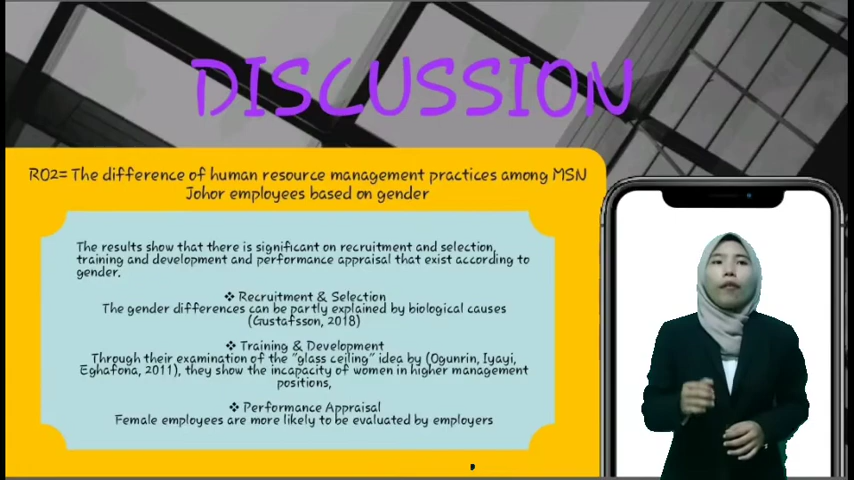 DISCUSSION
RO2= The difference of human resource management practices among MSN
Johor employees based on gender
The results show that there is significant on recruitment and selection,
training and development and performance appraisal that exist according to
gender.
❖ Recruitment & Selection
The gender differences can be partly explained by biological causes
(Gustafsson, 2018)
❖ Training & Development
Through their examination of the "glass ceiling" idea by (Ogunrin, Iyayi,
Eghafona, 2011), they show the incapacity of women in higher management
positions,
❖ Performance Appraisal
Female employees are more likely to be evaluated by employers